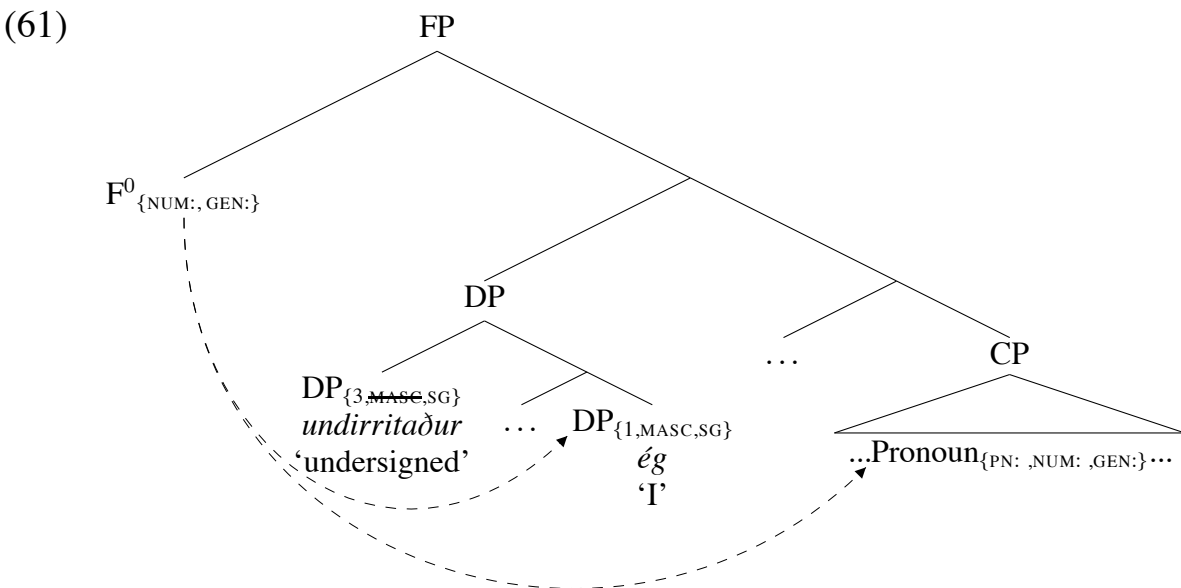 (61)
FP
F⁰{NUM:, GEN:}
DP
... CP
DP{3,MASC,SG} ... DP{1,MASC,SG} ...Pronoun{PN: ,NUM: ,GEN:}...
undirritaður ég
‘undersigned’ ‘I’